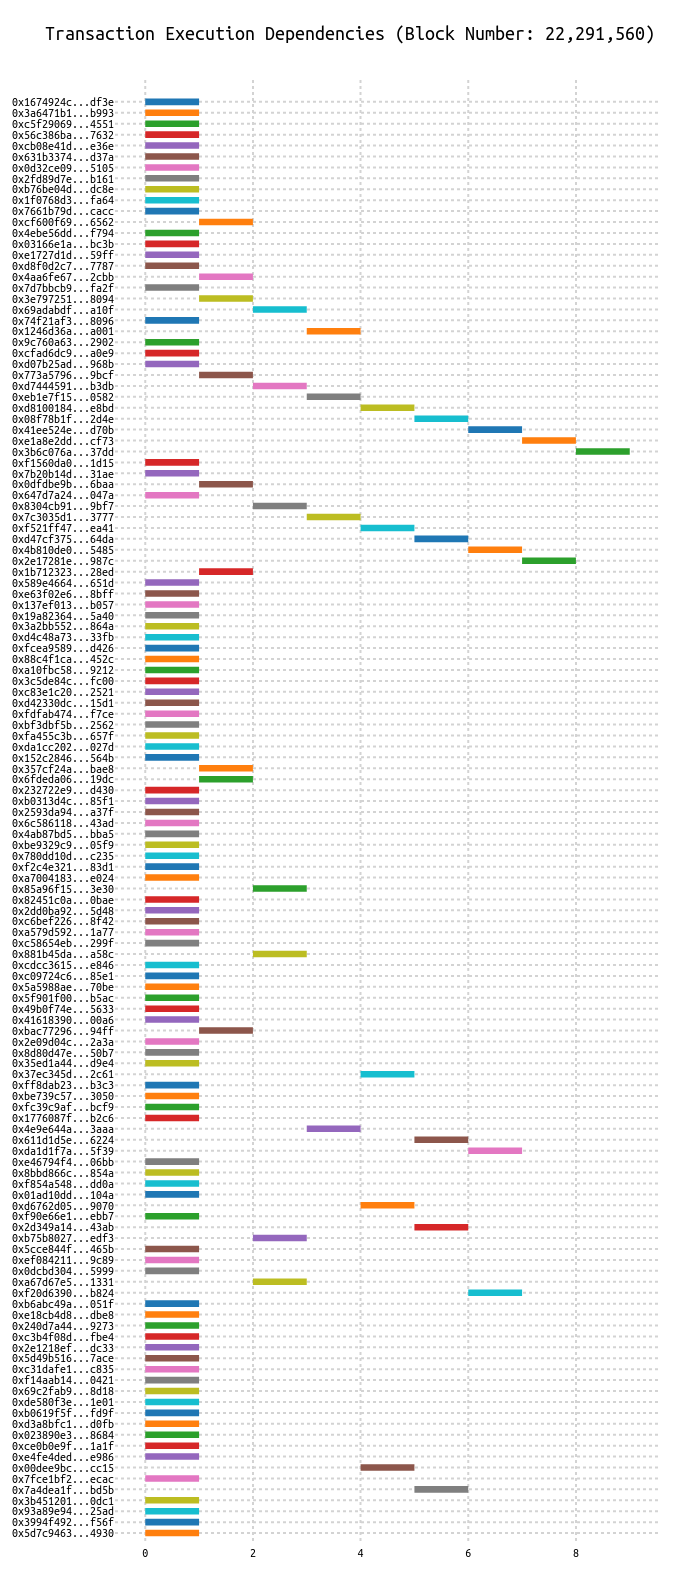 Transaction Execution Dependencies (Block Number: 22,291,560)
0x1674924c...df3e
0x3a6471b1...b993
0xc5f29069...4551
0x56c386ba...7632
0xcb08e41d...e36e
0x631b3374...d37a
0x0d32ce09...5105
0x2fd89d7e...b161
0xb76be04d...dc8e
0x1f0768d3...fa64
0x7661b79d...cacc
0xcf600f69...6562
0x4ebe56dd...f794
0x03166e1a...bc3b
0xe1727d1d...59ff
0xd8f0d2c7...7787
0x4aa6fe67...2cbb
0x7d7bbcb9...fa2f
0x3e797251...8094
0x69adabdf...a10f
0x74f21af3...8096
0x1246d36a...a001
0x9c760a63...2902
0xcfad6dc9...a0e9
0xd07b25ad...968b
0x773a5796...9bcf
0xd7444591...b3db
0xeb1e7f15...0582
0xd8100184...e8bd
0x08f78b1f...2d4e
0x41ee524e...d70b
0xe1a8e2dd...cf73
0x3b6c076a...37dd
0xf1560da0...1d15
0x7b20b14d...31ae
0x0dfdbe9b...6baa
0x647d7a24...047a
0x8304cb91...9bf7
0x7c3035d1...3777
0xf521ff47...ea41
0xd47cf375...64da
0x4b810de0...5485
0x2e17281e...987c
0x1b712323...28ed
0x589e4664...651d
0xe63f02e6...8bff
0x137ef013...b057
0x19a82364...5a40
0x3a2bb552...864a
0xd4c48a73...33fb
0xfcea9589...d426
0x88c4f1ca...452c
0xa10fbc58...9212
0x3c5de84c...fc00
0xc83e1c20...2521
0xd42330dc...15d1
0xfdfab474...f7ce
0xbf3dbf5b...2562
0xfa455c3b...657f
0xda1cc202...027d
0x152c2846...564b
0x357cf24a...bae8
0x6fdeda06...19dc
0x232722e9...d430
0xb0313d4c...85f1
0x2593da94...a37f
0x6c586118...43ad
0x4ab87bd5...bba5
0xbe9329c9...05f9
0x780dd10d...c235
0xf2c4e321...83d1
0xa7004183...e024
0x85a96f15...3e30
0x82451c0a...0bae
0x2dd0ba92...5d48
0xc6bef226...8f42
0xa579d592...1a77
0xc58654eb...299f
0x881b45da...a58c
0xcdcc3615...e846
0xc09724c6...85e1
0x5a5988ae...70be
0x5f901f00...b5ac
0x49b0f74e...5633
0x41618390...00a6
0xbac77296...94ff
0x2e09d04c...2a3a
0x8d80d47e...50b7
0x35ed1a44...d9e4
0x37ec345d...2c61
0xff8dab23...b3c3
0xbe739c57...3050
0xfc39c9af...bcf9
0x1776087f...b2c6
0x4e9e644a...3aaa
0x611d1d5e...6224
0xda1d1f7a...5f39
0xe46794f4...06bb
0x8bbd866c...854a
0xf854a548...dd0a
0x01ad10dd...104a
0xd6762d05...9070
0xf90e66e1...ebb7
0x2d349a14...43ab
0xb75b8027...edf3
0x5cce844f...465b
0xef084211...9c89
0x0dcbd304...5999
0xa67d67e5...1331
0xf20d6390...b824
0xb6abc49a...051f
0xe18cb4d8...dbe8
0x240d7a44...9273
0xc3b4f08d...fbe4
0x2e1218ef...dc33
0x5d49b516...7ace
0xc31dafe1...c835
0xf14aab14...0421
0x69c2fab9...8d18
0xde580f3e...1e01
0xb0619f5f...fd9f
0xd3a8bfc1...d0fb
0x023890e3...8684
0xce0b0e9f...1a1f
0xe4fe4ded...e986
0x00dee9bc...cc15
0x7fce1bf2...ecac
0x7a4dea1f...bd5b
0x3b451201...0dc1
0x93a89e94...25ad
0x3994f492...f56f
0x5d7c9463...4930
0 2 4 6 8